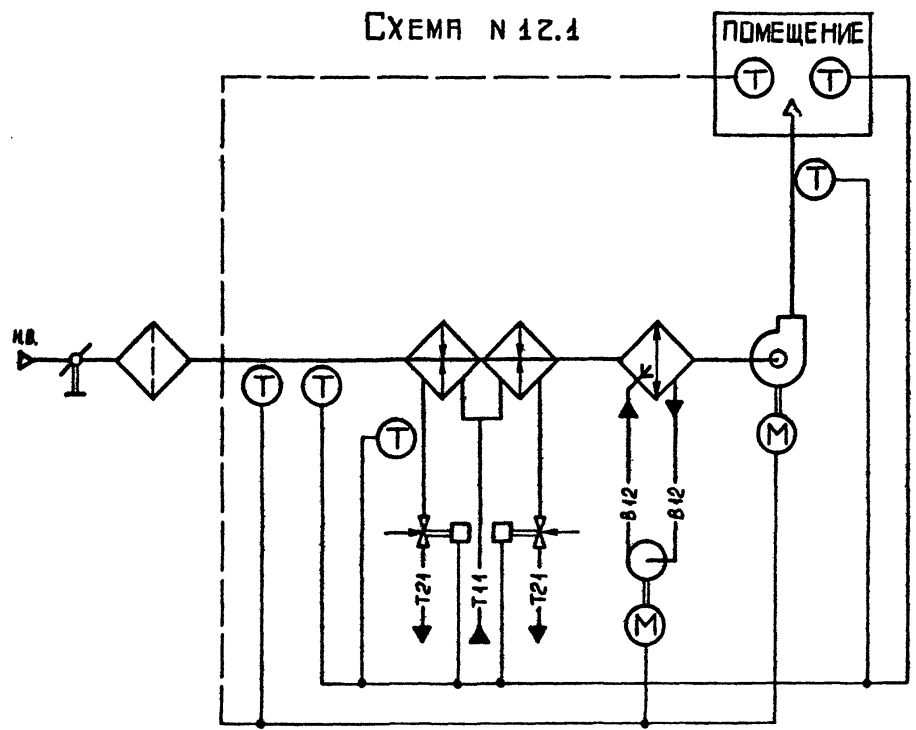 Схема N 12.1
ПОМЕЩЕНИЕ
Т Т
Т
Н.В.
Т Т
Т
М
В12
В12
Т21
Т11
Т21
М